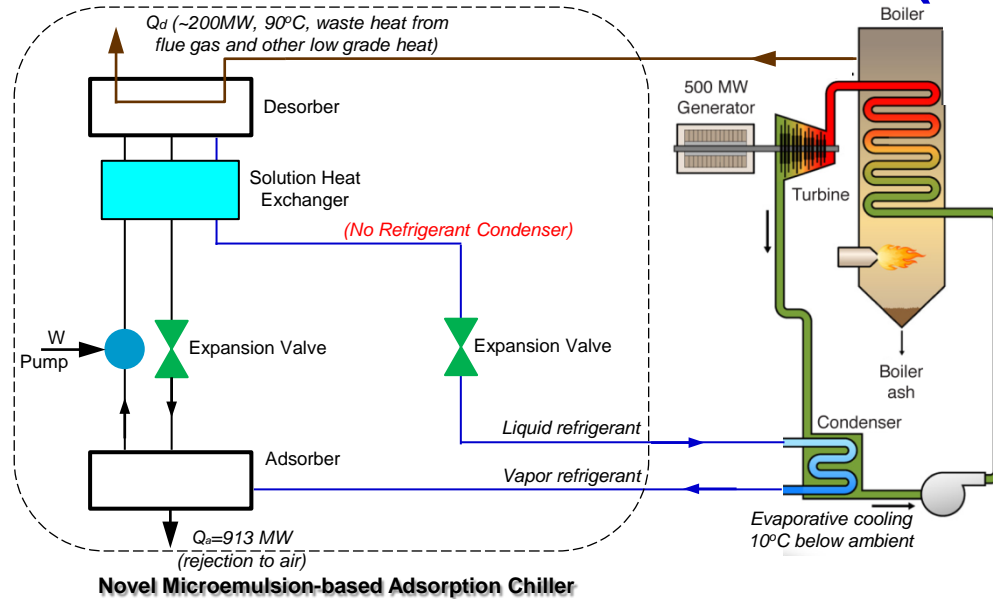 Qd (~200MW, 90oC, waste heat from
flue gas and other low grade heat)
Boiler
500 MW
Generator
Desorber
Turbine
Solution Heat
Exchanger
(No Refrigerant Condenser)
W
Pump
Expansion Valve
Expansion Valve
Boiler
ash
Condenser
Liquid refrigerant
Adsorber
Vapor refrigerant
Evaporative cooling
10oC below ambient
Qa=913 MW
(rejection to air)
Novel Microemulsion-based Adsorption Chiller